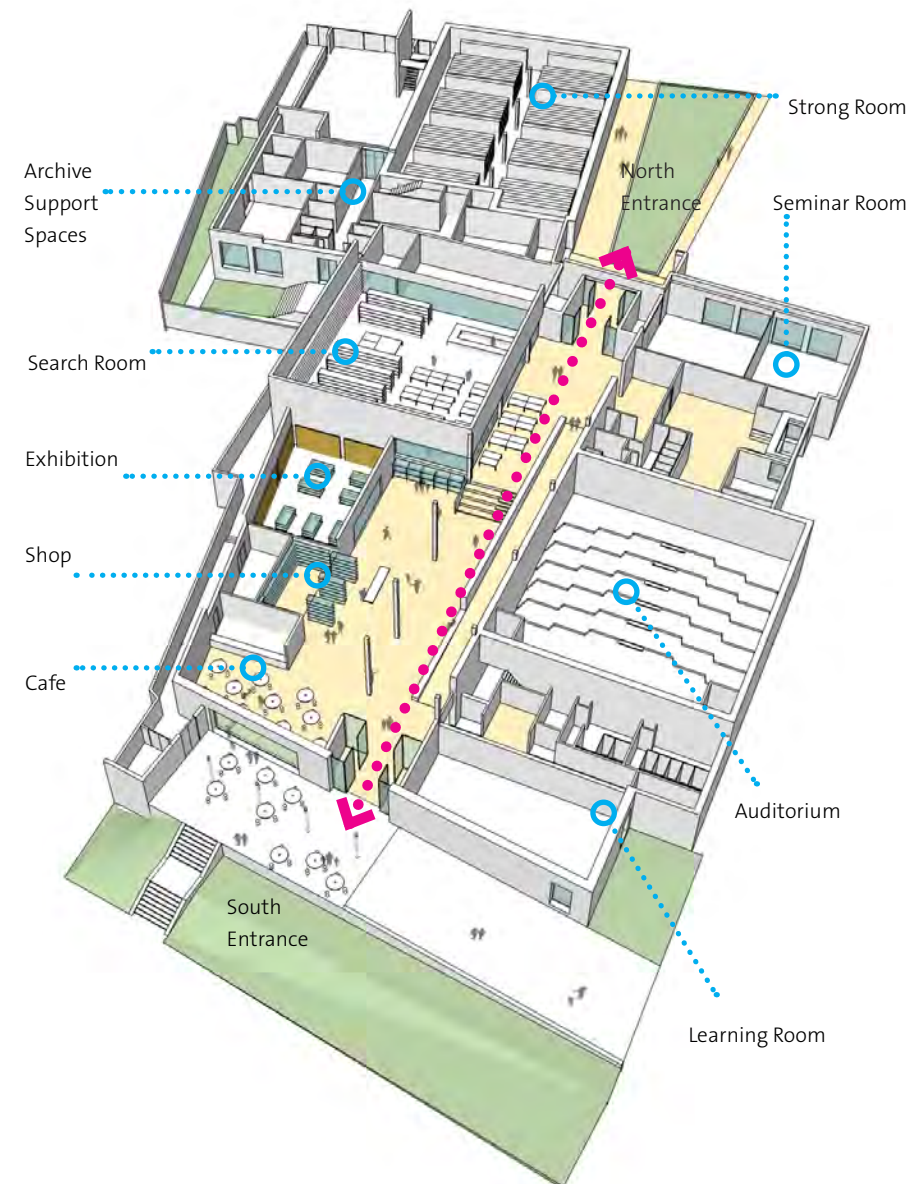 Strong Room
Archive
Support
Spaces
North
Entrance
Seminar Room
Search Room
Exhibition
Shop
Cafe
Auditorium
South
Entrance
Learning Room